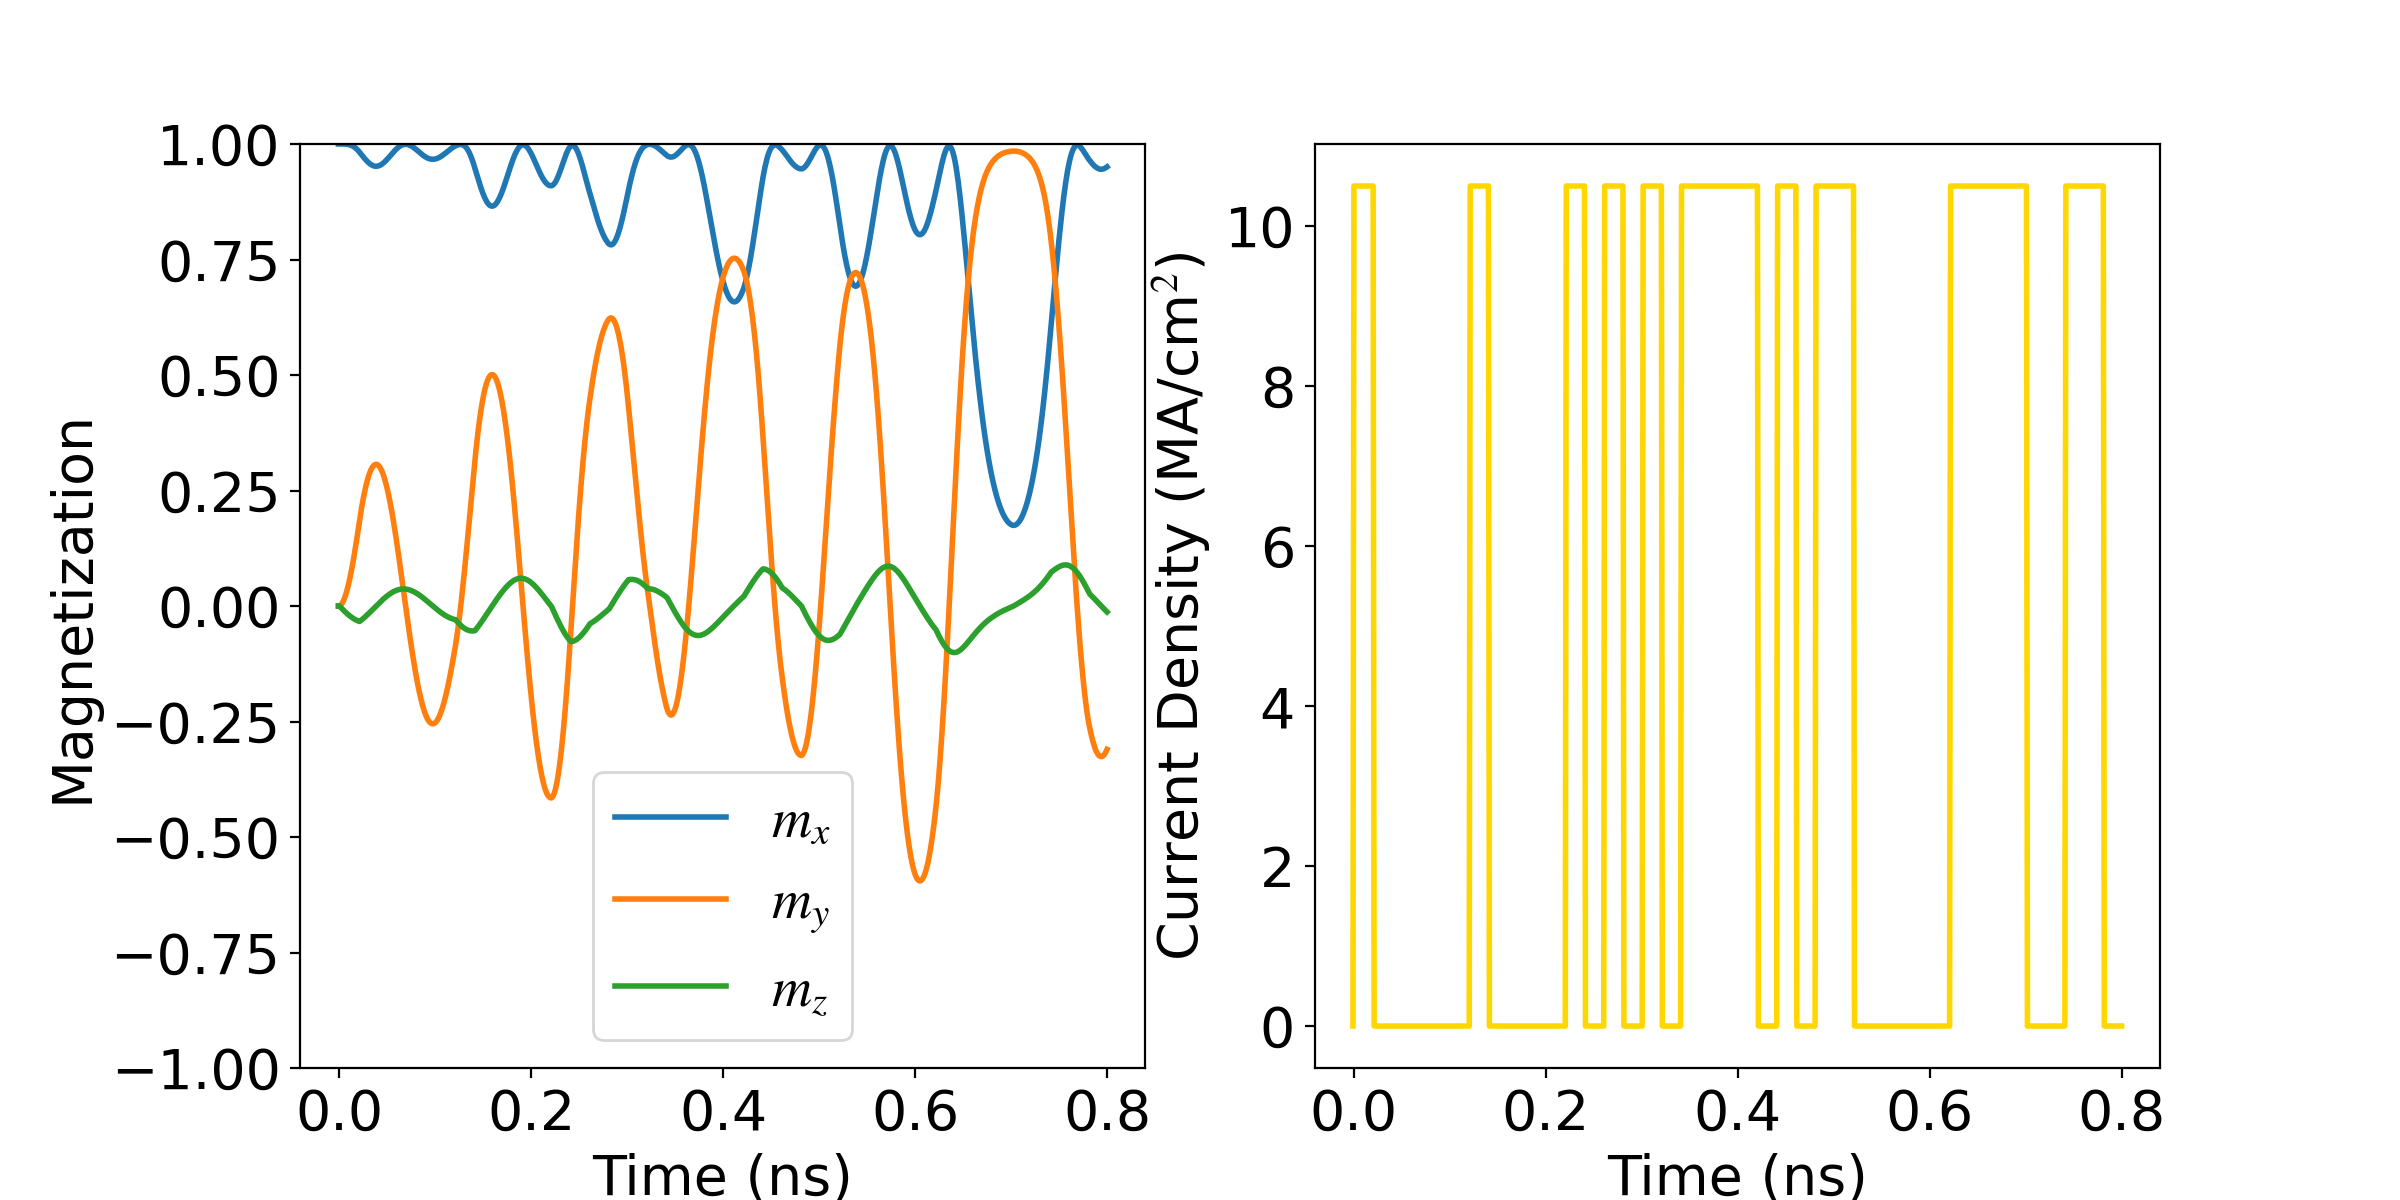 1.00
0.75
0.50
0.25
0.00
−0.25
−0.50
−0.75
−1.00
Magnetization
m_x
m_y
m_z
0.0 0.2 0.4 0.6 0.8
Time (ns)
10
8
6
4
2
0
Current Density (MA/cm²)
0.0 0.2 0.4 0.6 0.8
Time (ns)